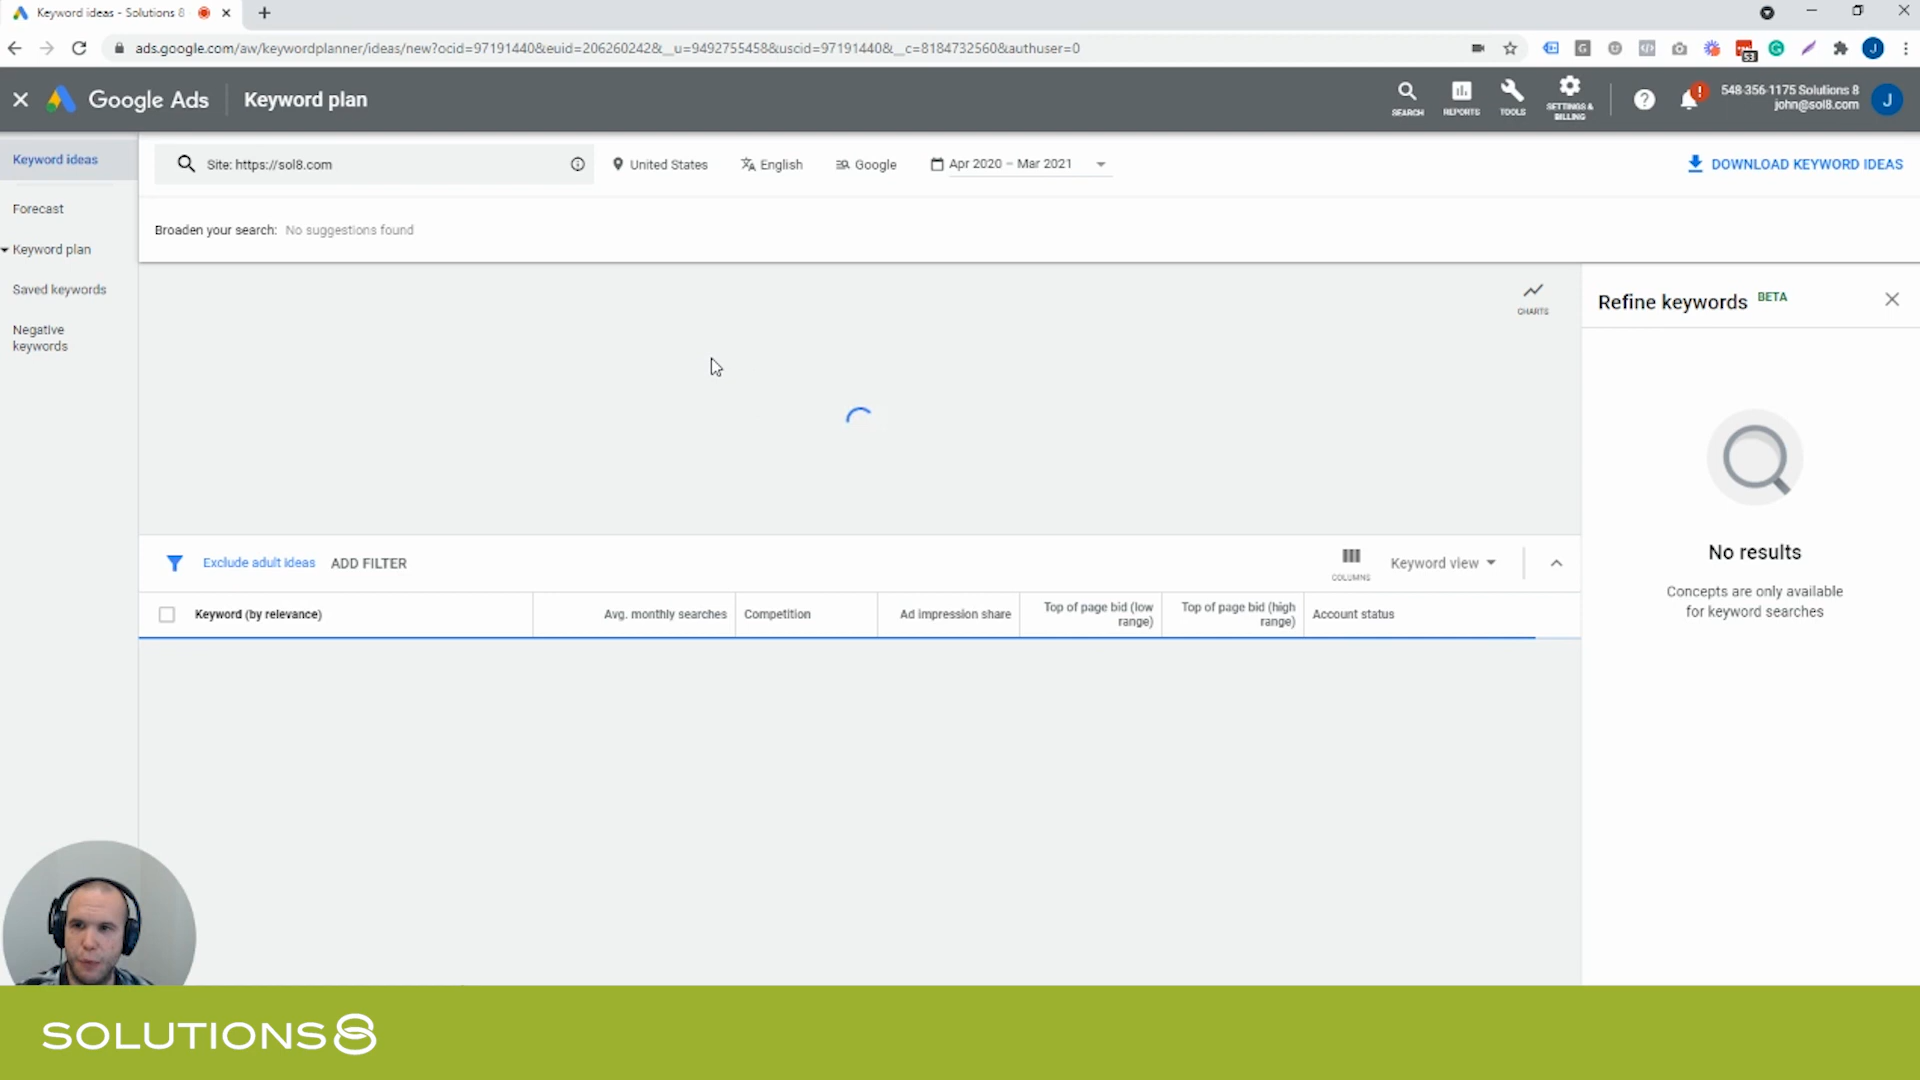 Keyword ideas - Solutions 8
ads.google.com/aw/keywordplanner/ideas/new?ocid=97191440&euid=206260242&__u=9492755458&uscid=97191440&__c=8184732560&authuser=0
53
J
Google Ads
Keyword plan
SEARCH
REPORTS
TOOLS
SETTINGS &
BILLING
548-356-1175 Solutions 8
john@sol8.com
J
Keyword ideas
Forecast
Keyword plan
Saved keywords
Negative
keywords
Site: https://sol8.com
United States
English
Google
Apr 2020 – Mar 2021
DOWNLOAD KEYWORD IDEAS
Broaden your search: No suggestions found
CHARTS
Refine keywords BETA
No results
Concepts are only available
for keyword searches
Exclude adult ideas
ADD FILTER
COLUMNS
Keyword view
Keyword (by relevance)
Avg. monthly searches
Competition
Ad impression share
Top of page bid (low
range)
Top of page bid (high
range)
Account status
SOLUTIONS 8